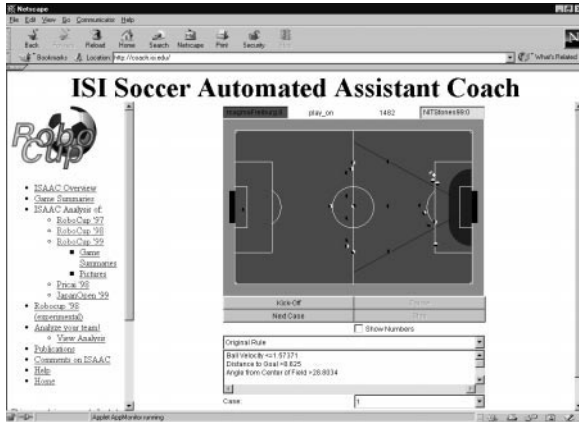 Netscape
File Edit View Go Communicator Help
Back Forward Reload Home Search Netscape Print Security
Bookmarks Location: http://coach.isi.edu/ What's Related
ISI Soccer Automated Assistant Coach
play_on 1482
Robo
Cup
ISAAC Overview
Game Summaries
ISAAC Analysis of:
RoboCup '97
RoboCup '98
RoboCup '99
Game
Summaries
Pictures
Pricai '98
JapanOpen '99
Robocup '98
(experimental)
Analyze your team!
View Analysis
Publications
Comments on ISAAC
Help
Home
Kick-Off
Next Case
Show Numbers
Original Rule
Ball Velocity <=1.57371
Distance to Goal =8.625
Angle from Center of Field =28.8034
Case: 1
Applet AppMonitor running